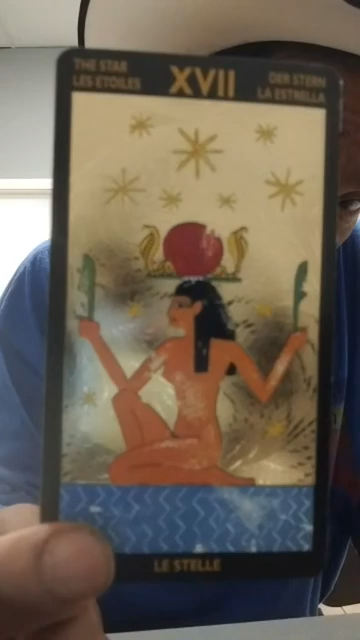 THE STAR
LES ETOILES
XVII
DER STERN
LA ESTRELLA
LE STELLE